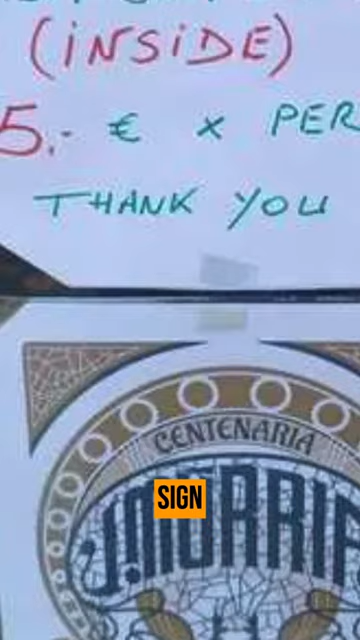 (INSIDE)
5.- € x PER
THANK YOU
CENTENARIA
SIGN